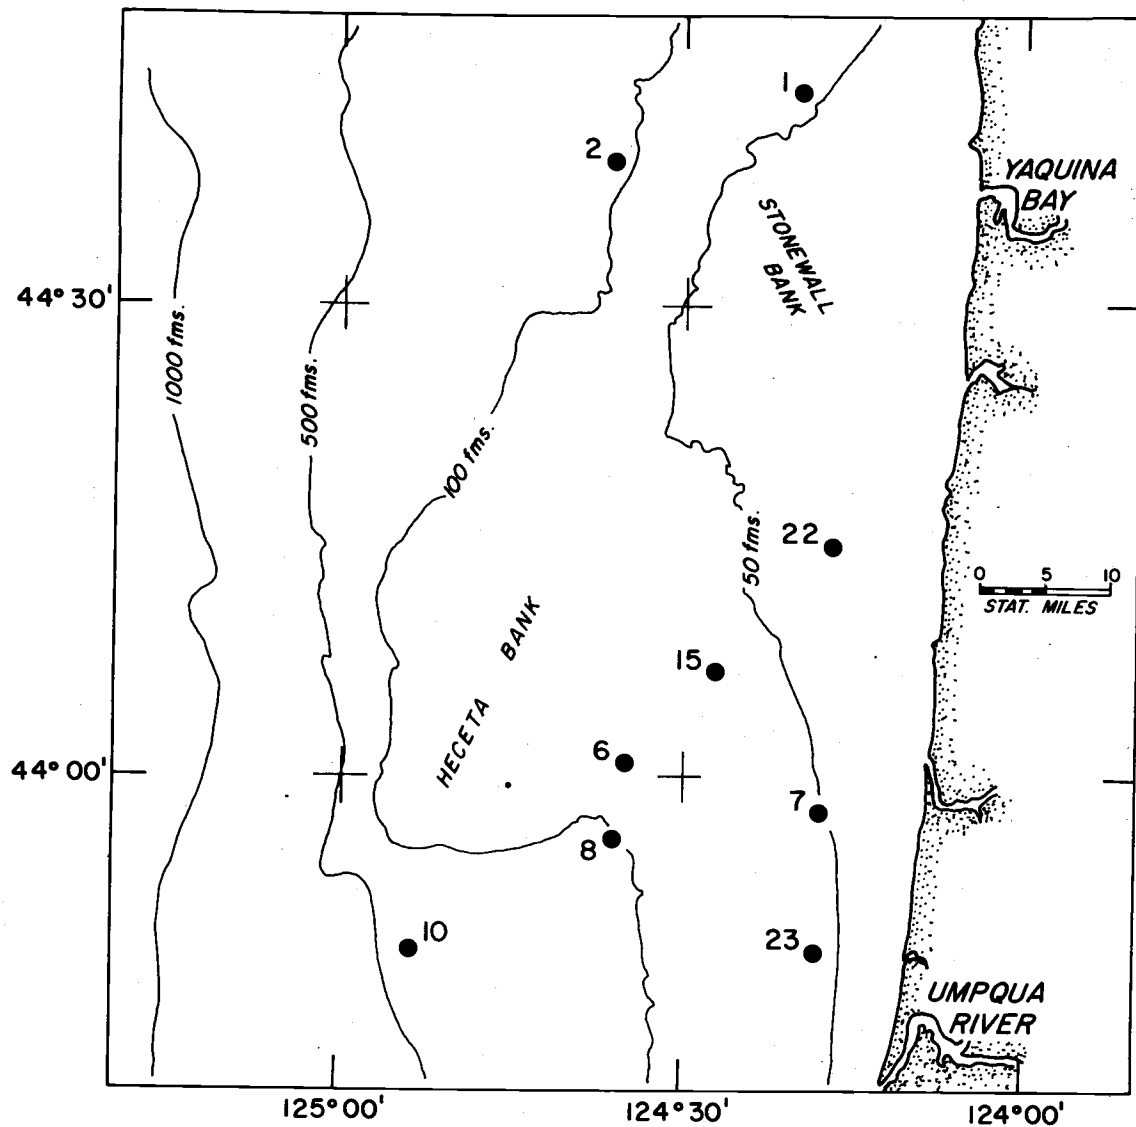 1
2
YAQUINA
BAY
STONEWALL
BANK
44° 30'
1000 fms.
500 fms.
100 fms.
22
50 fms.
0 5 10
STAT. MILES
HECETA BANK
15
6
44° 00'
7
8
10
23
UMPQUA
RIVER
125°00'
124°30'
124°00'